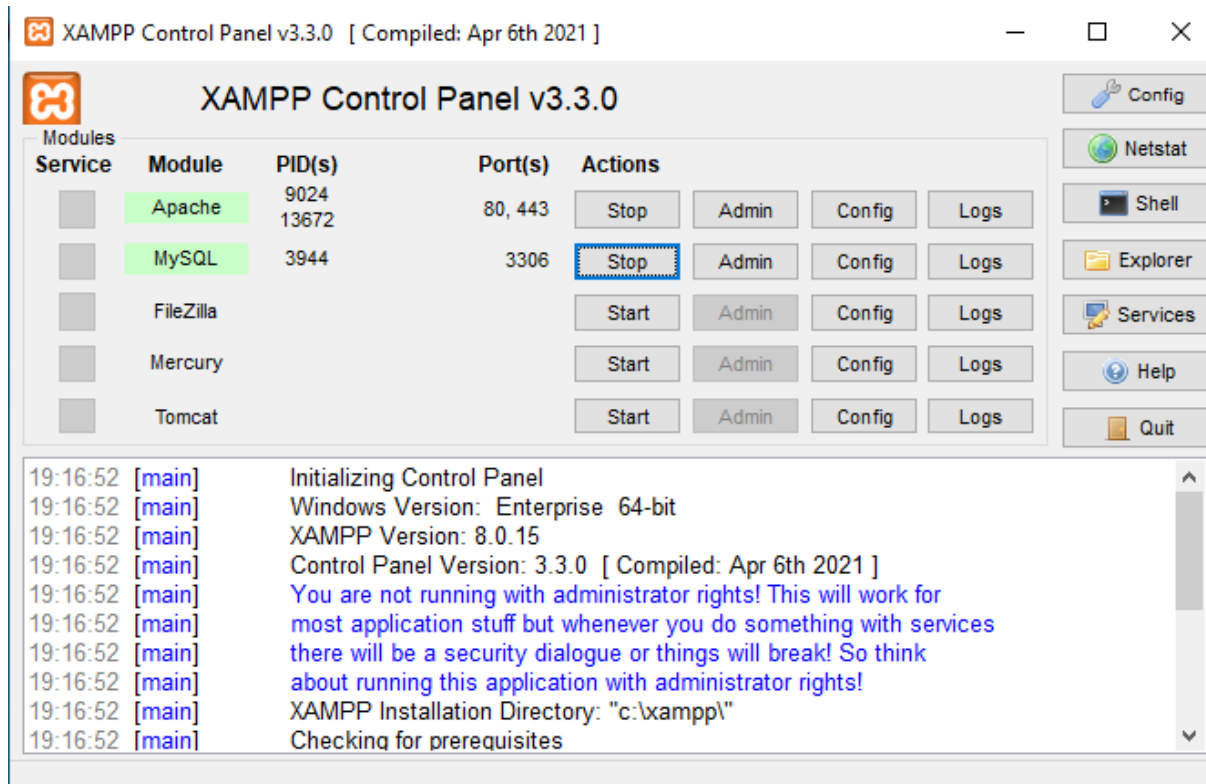 XAMPP Control Panel v3.3.0 [ Compiled: Apr 6th 2021 ]
XAMPP Control Panel v3.3.0
Config
Modules
Service Module PID(s) Port(s) Actions
Netstat
Apache 9024 13672 80, 443 Stop Admin Config Logs
Shell
MySQL 3944 3306 Stop Admin Config Logs
Explorer
FileZilla Start Admin Config Logs
Services
Mercury Start Admin Config Logs
Help
Tomcat Start Admin Config Logs
Quit
19:16:52 [main] Initializing Control Panel
19:16:52 [main] Windows Version: Enterprise 64-bit
19:16:52 [main] XAMPP Version: 8.0.15
19:16:52 [main] Control Panel Version: 3.3.0 [ Compiled: Apr 6th 2021 ]
19:16:52 [main] You are not running with administrator rights! This will work for
19:16:52 [main] most application stuff but whenever you do something with services
19:16:52 [main] there will be a security dialogue or things will break! So think
19:16:52 [main] about running this application with administrator rights!
19:16:52 [main] XAMPP Installation Directory: "c:\xampp\"
19:16:52 [main] Checking for prerequisites